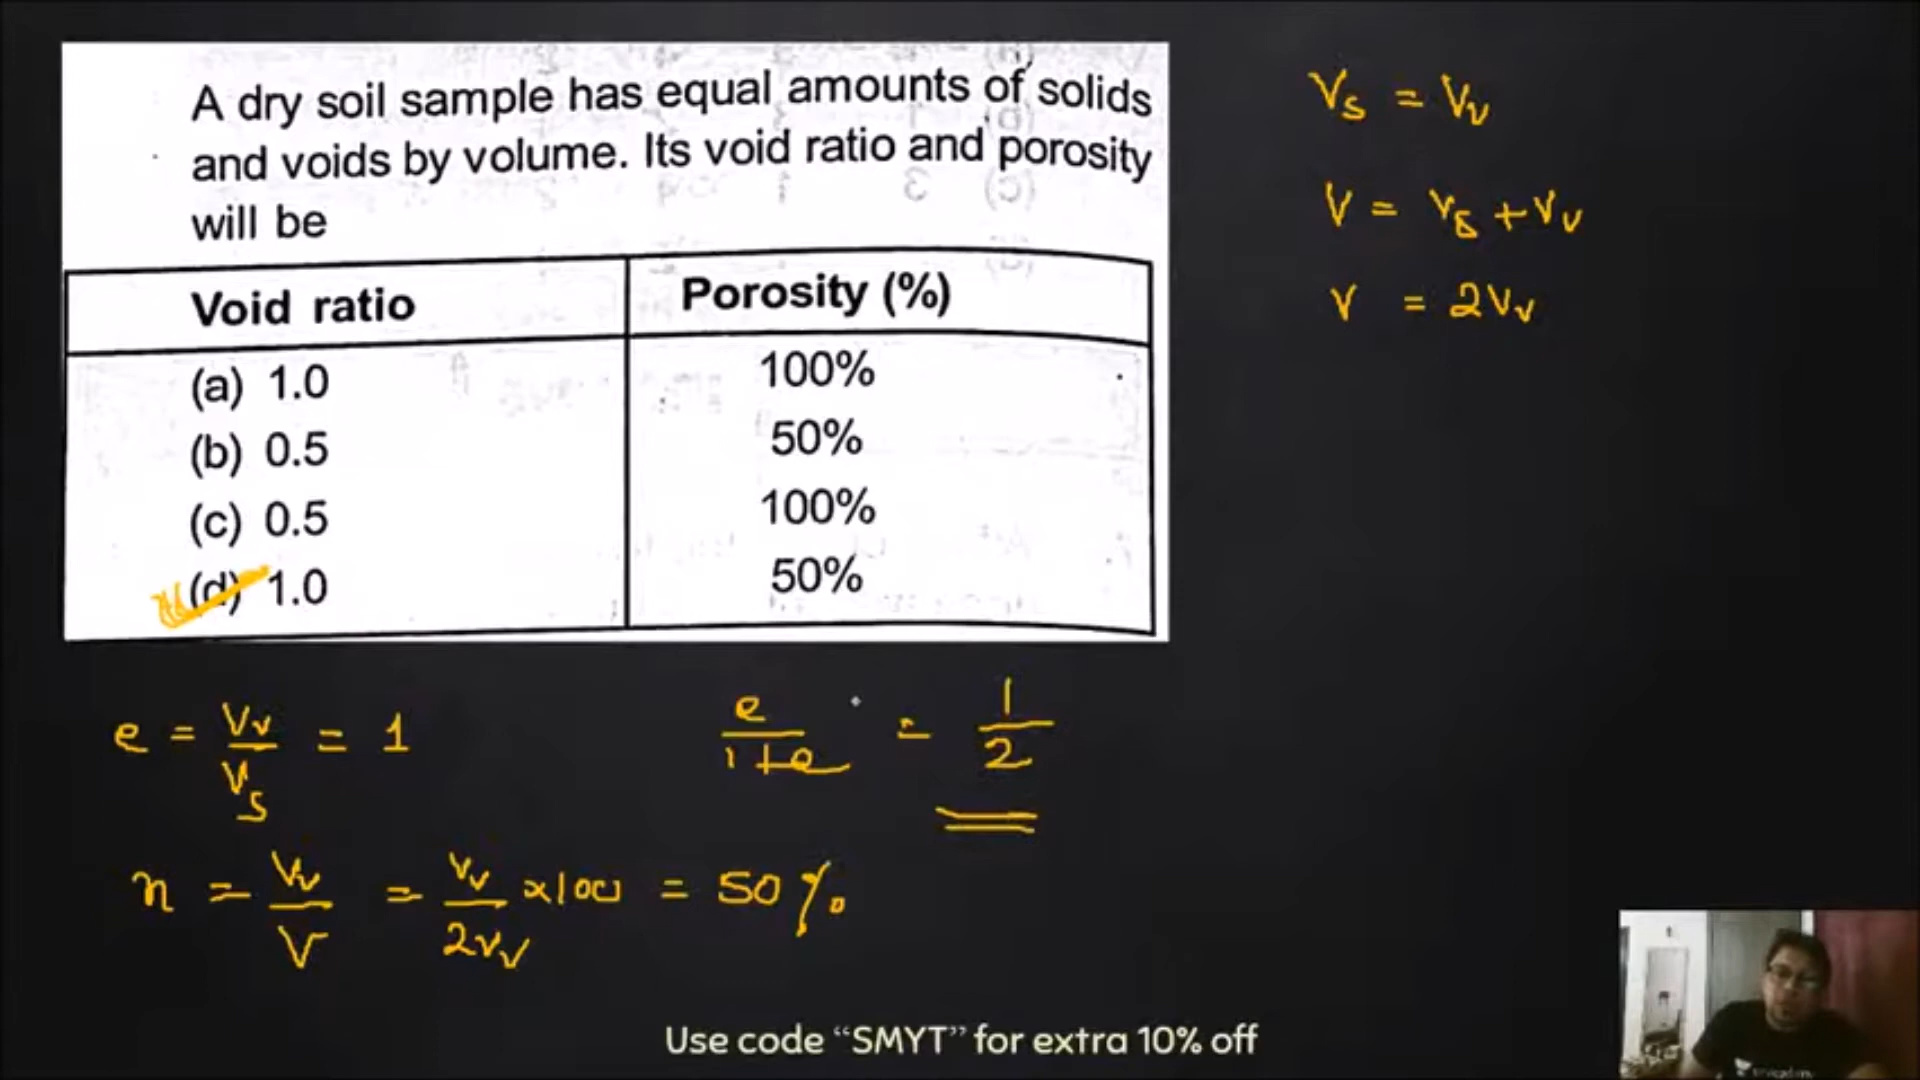 A dry soil sample has equal amounts of solids
and voids by volume. Its void ratio and porosity
will be
Void ratio Porosity (%)
(a) 1.0 100%
(b) 0.5 50%
(c) 0.5 100%
(d) 1.0 50%
Vs = Vv
V = Vs + Vv
V = 2Vv
e = Vv/Vs = 1
e/1+e = 1/2
n = Vv/V = Vv/2Vv ×100 = 50%
Use code “SMYT” for extra 10% off